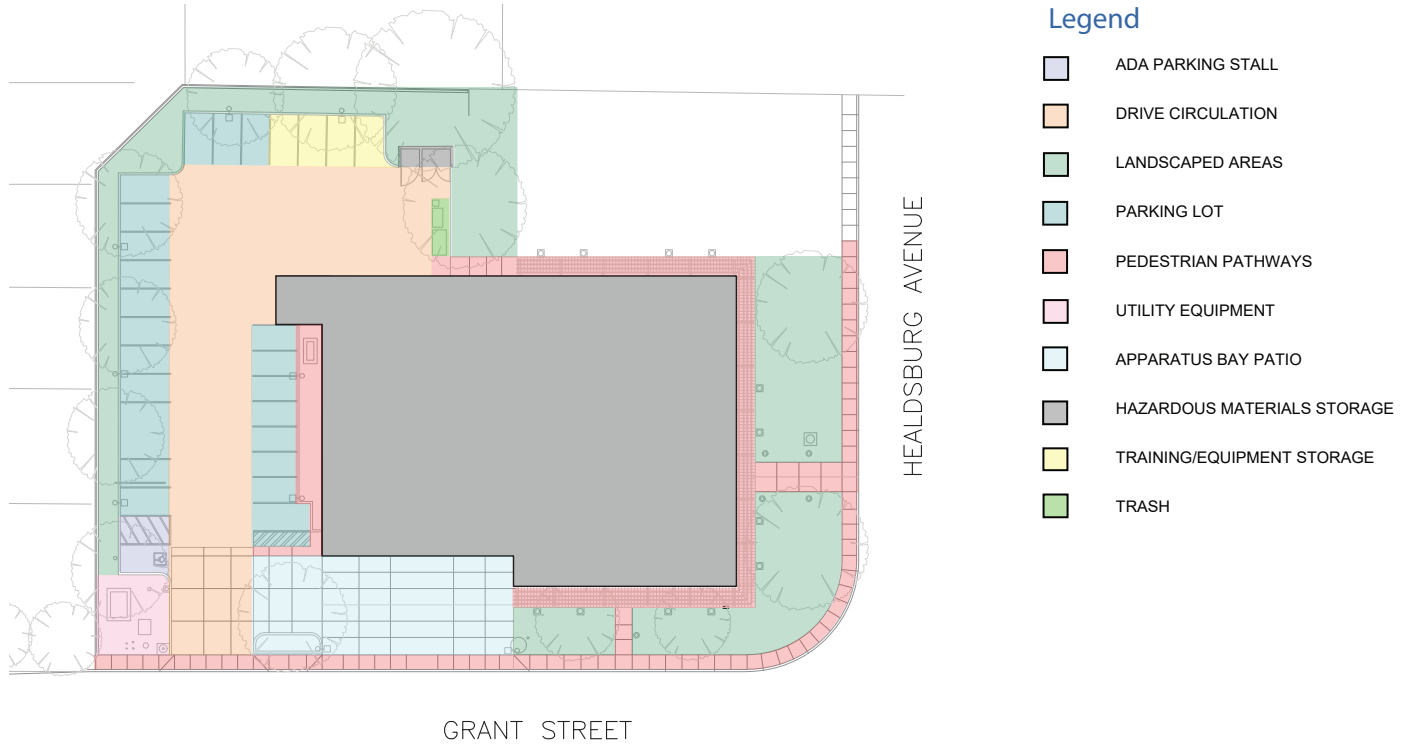 Legend
ADA PARKING STALL
DRIVE CIRCULATION
LANDSCAPED AREAS
PARKING LOT
PEDESTRIAN PATHWAYS
UTILITY EQUIPMENT
APPARATUS BAY PATIO
HAZARDOUS MATERIALS STORAGE
TRAINING/EQUIPMENT STORAGE
TRASH
HEALDSBURG AVENUE
GRANT STREET